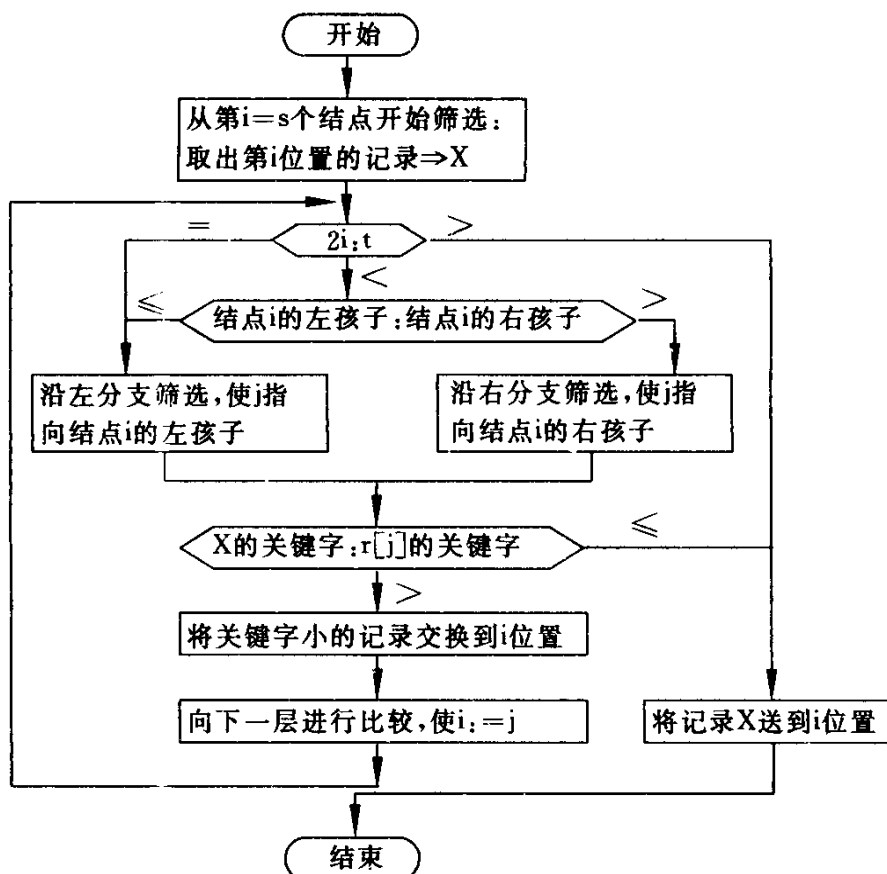 开始
从第i=s个结点开始筛选:
取出第i位置的记录⇒X
=
2i:t
>
<
≤
结点i的左孩子:结点i的右孩子
>
沿左分支筛选,使j指
向结点i的左孩子
沿右分支筛选,使j指
向结点i的右孩子
X的关键字:r[j]的关键字
≤
>
将关键字小的记录交换到i位置
向下一层进行比较,使i:=j
将记录X送到i位置
结束